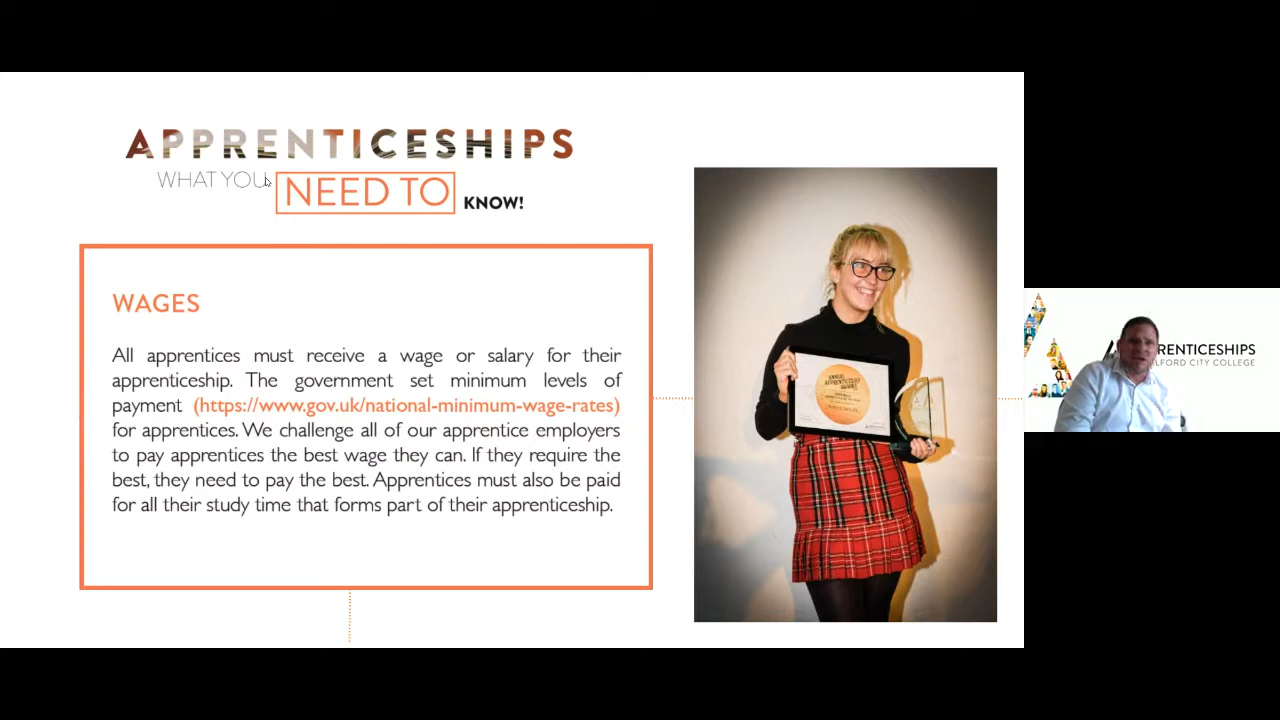 APPRENTICESHIPS
WHAT YOU NEED TO KNOW!
WAGES
All apprentices must receive a wage or salary for their
apprenticeship. The government set minimum levels of
payment (https://www.gov.uk/national-minimum-wage-rates)
for apprentices. We challenge all of our apprentice employers
to pay apprentices the best wage they can. If they require the
best, they need to pay the best. Apprentices must also be paid
for all their study time that forms part of their apprenticeship.
ANNUAL
APPRENTICESHIP
AWARDS
RENTICESHIPS
LFORD CITY COLLEGE